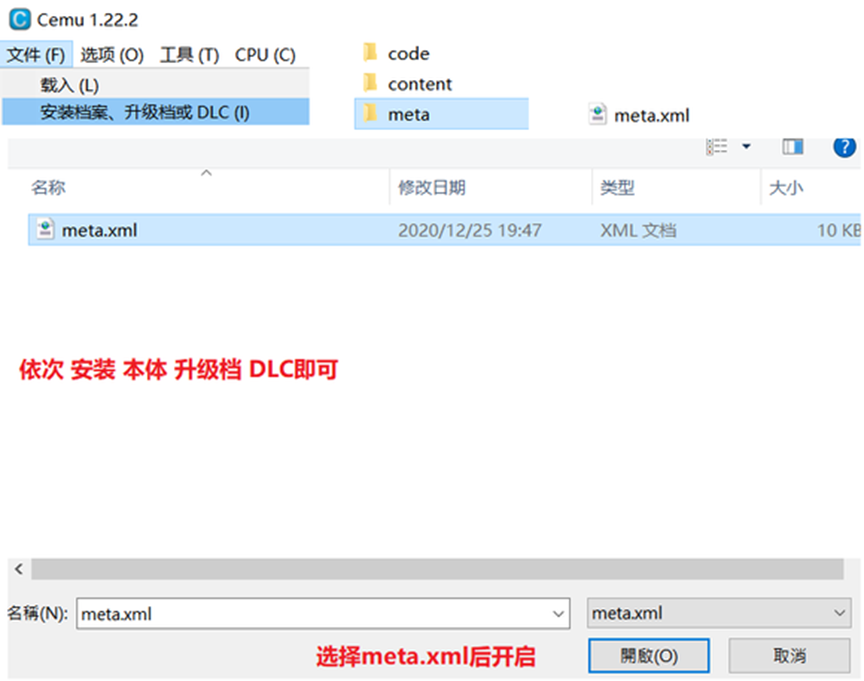 Cemu 1.22.2
文件 (F) 选项 (O) 工具 (T) CPU (C)
载入 (L)
安装档案、升级档或 DLC (I)
code
content
meta
meta.xml
?
名称 修改日期 类型 大小
meta.xml 2020/12/25 19:47 XML 文档 10 KB
依次 安装 本体 升级档 DLC即可
名稱(N): meta.xml meta.xml
选择meta.xml后开启
開啟(O) 取消